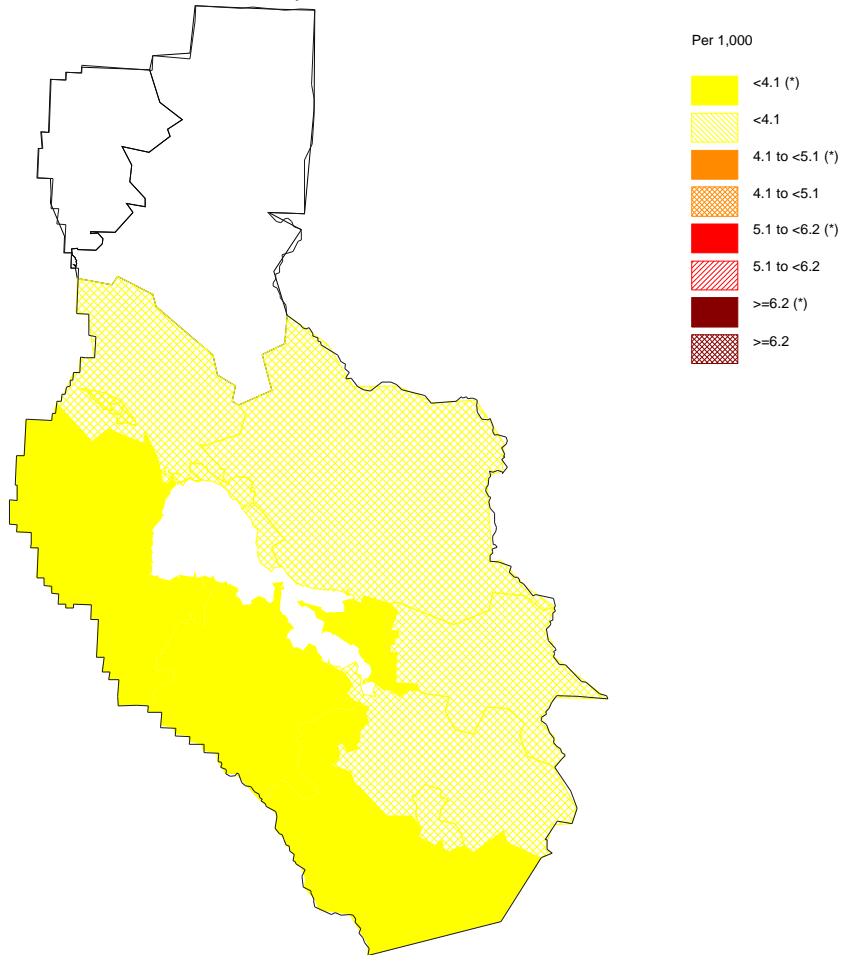 Per 1,000
<4.1 (*)
<4.1
4.1 to <5.1 (*)
4.1 to <5.1
5.1 to <6.2 (*)
5.1 to <6.2
>=6.2 (*)
>=6.2